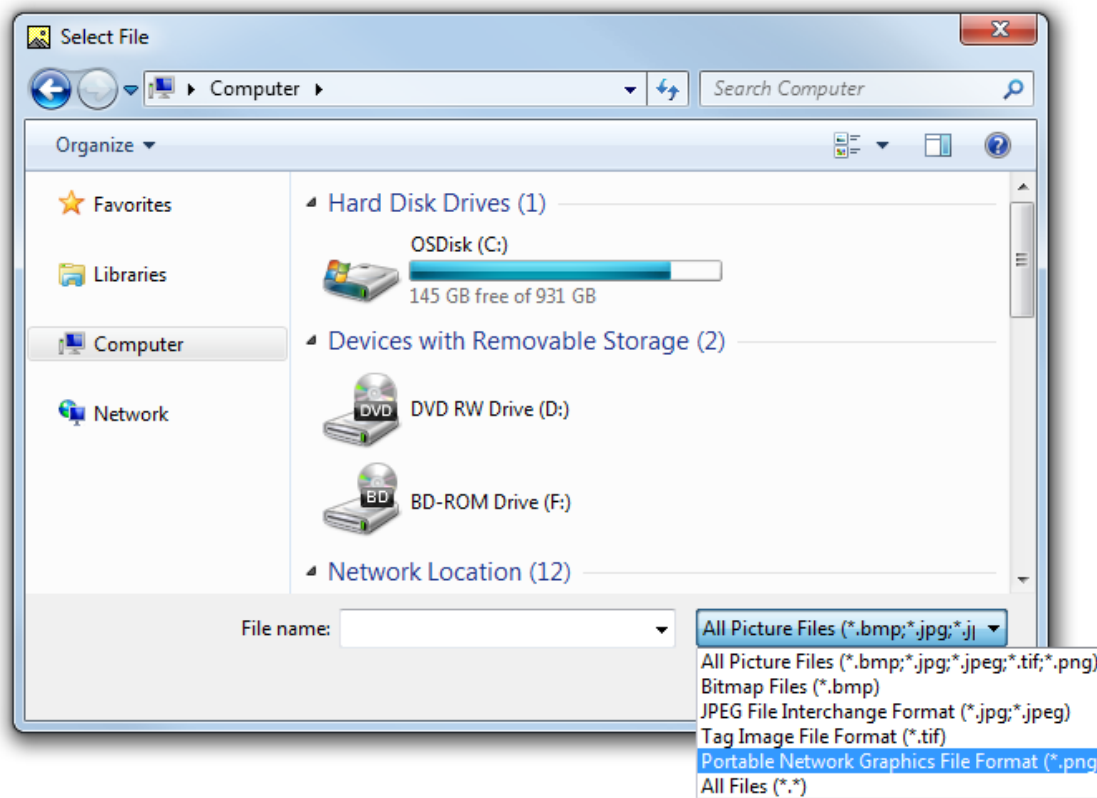 Select File
Computer
Search Computer
Organize
Favorites
Libraries
Computer
Network
Hard Disk Drives (1)
OSDisk (C:)
145 GB free of 931 GB
Devices with Removable Storage (2)
DVD
DVD RW Drive (D:)
BD
BD-ROM Drive (F:)
Network Location (12)
File name:
All Picture Files (*.bmp;*.jpg;*.j
All Picture Files (*.bmp;*.jpg;*.jpeg;*.tif;*.png)
Bitmap Files (*.bmp)
JPEG File Interchange Format (*.jpg;*.jpeg)
Tag Image File Format (*.tif)
Portable Network Graphics File Format (*.png
All Files (*.*)